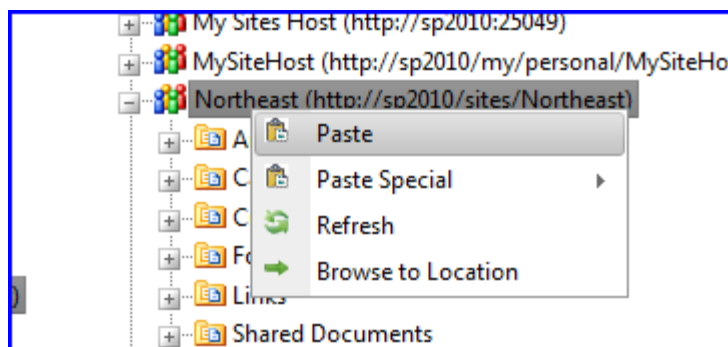 My Sites Host (http://sp2010:25049)
MySiteHost (http://sp2010/my/personal/MySiteHo
Northeast (http://sp2010/sites/Northeast)
Paste
Paste Special
Refresh
Browse to Location
Links
Shared Documents